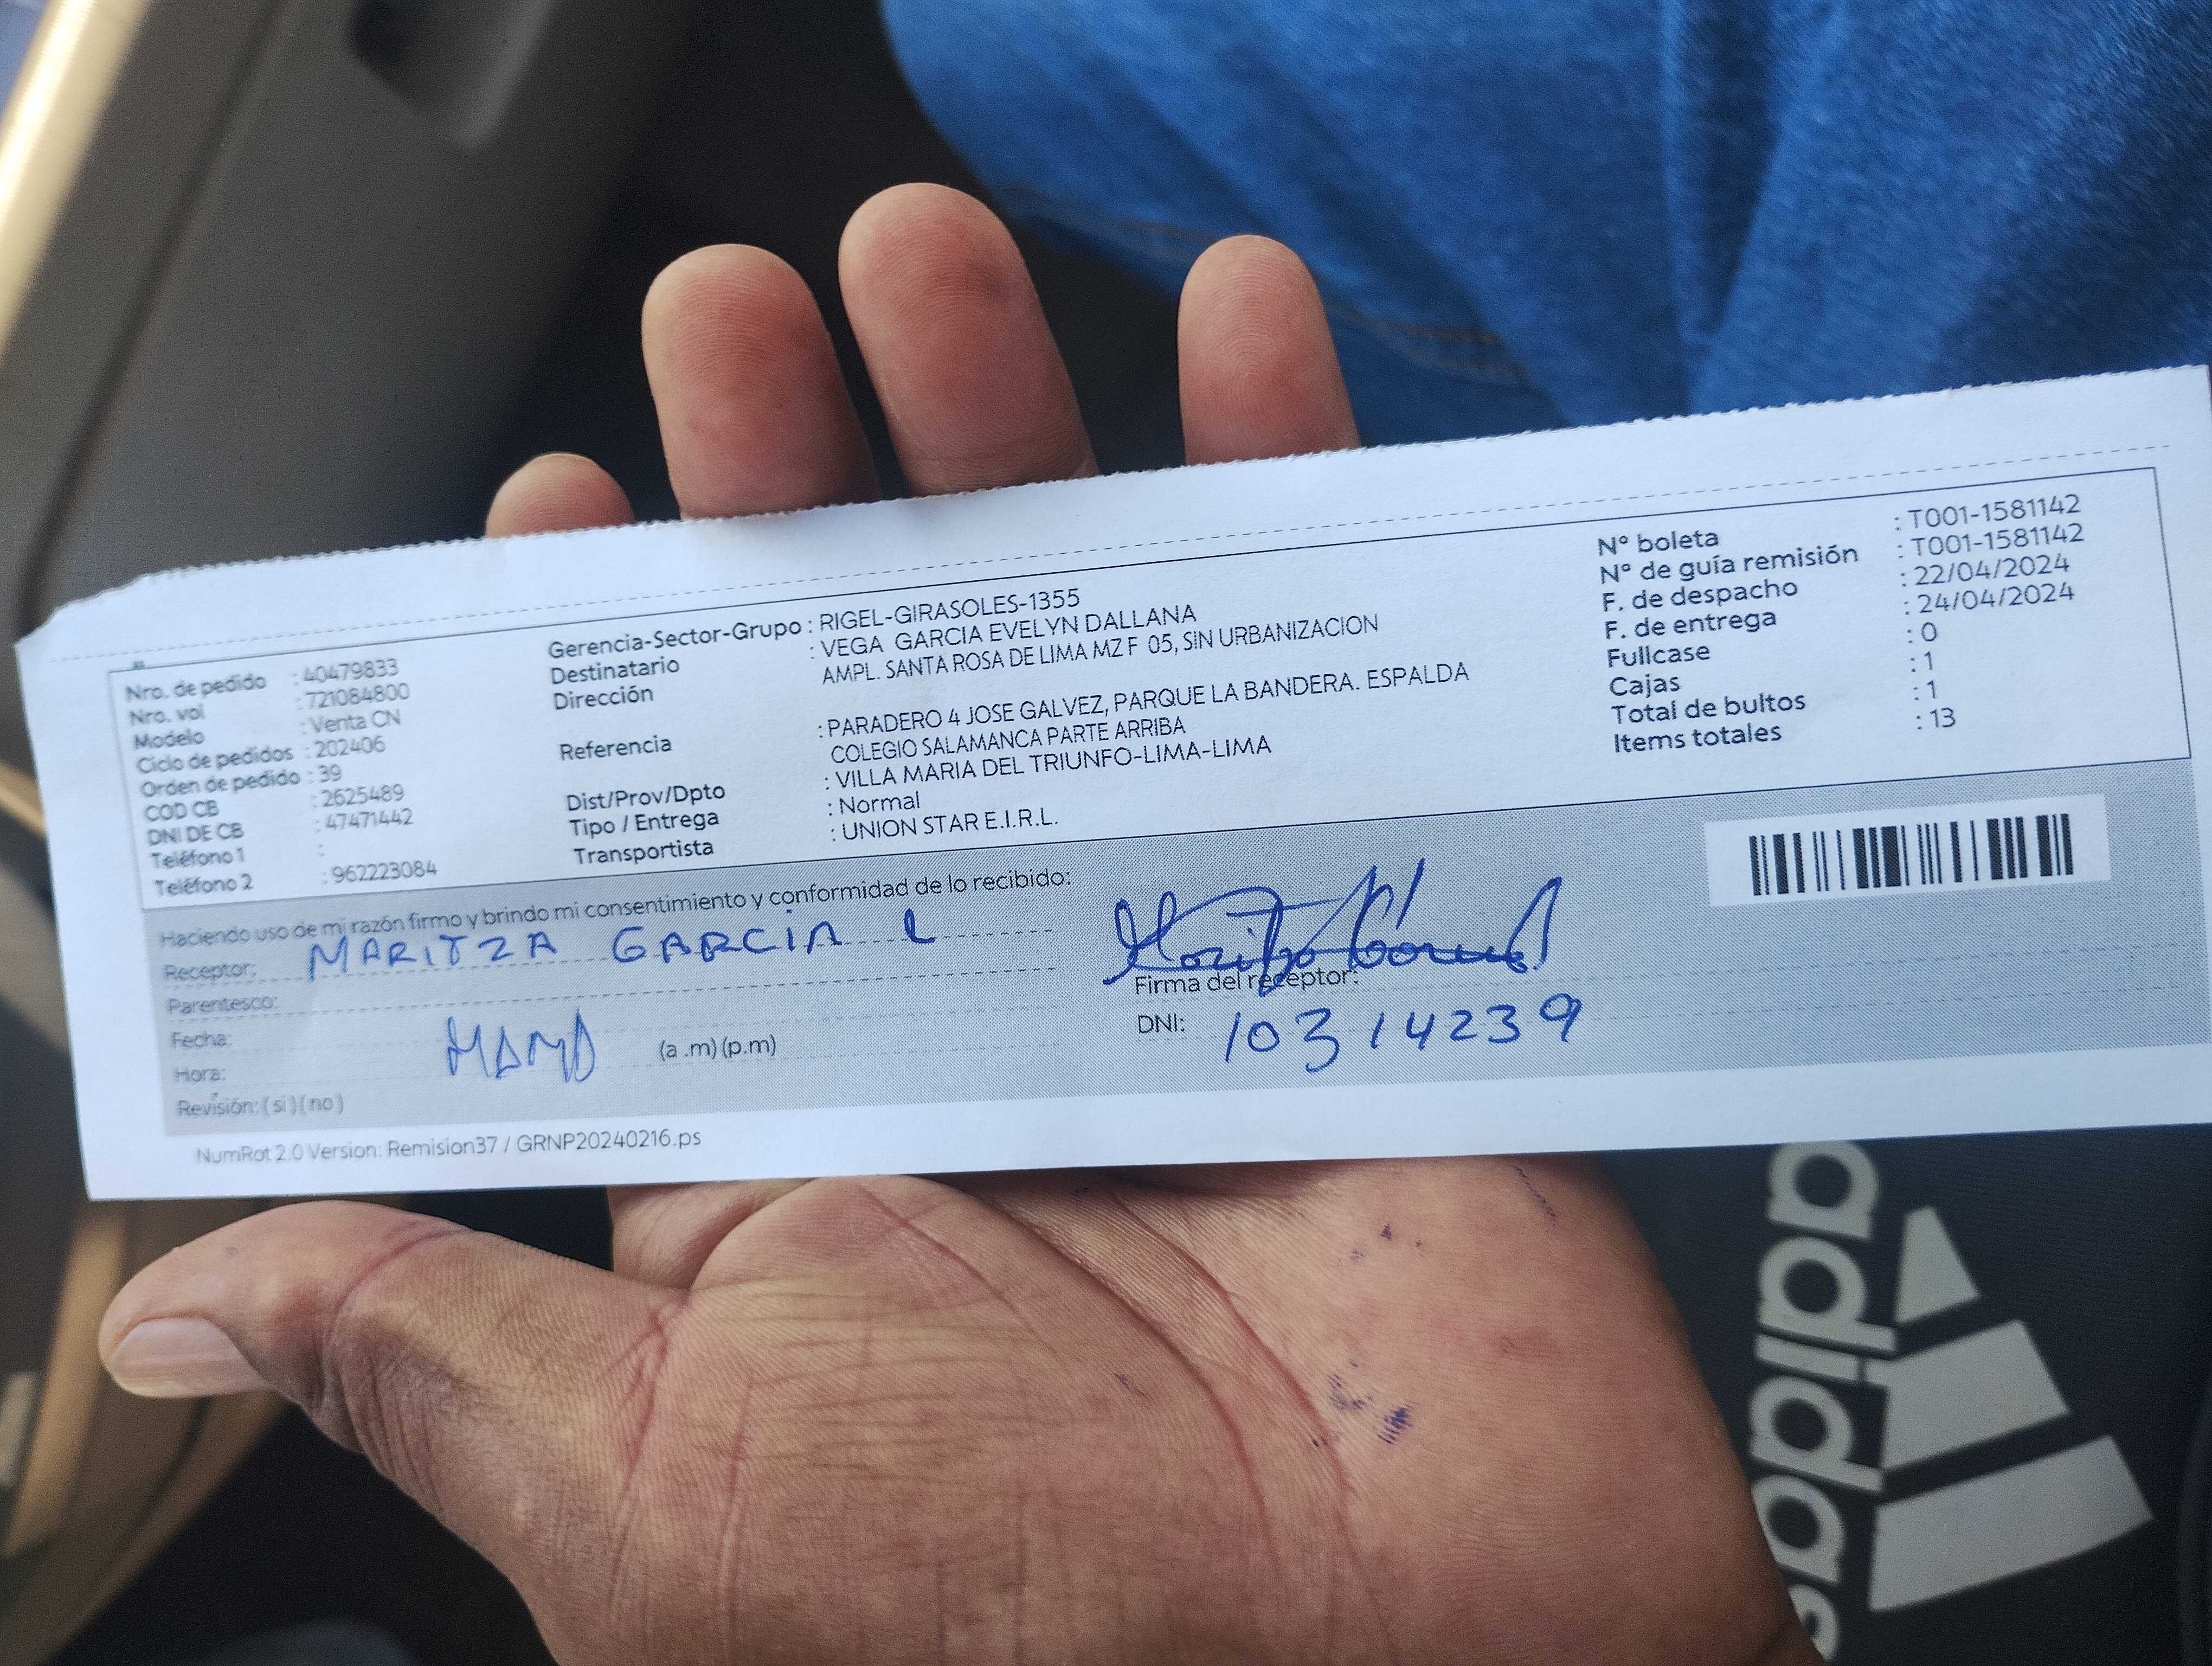 Nro. de pedido : 40479833
Nro. vol : 721084800
Modelo : Venta CN
Ciclo de pedidos : 202406
Orden de pedido : 39
COD CB : 2625489
DNI DE CB : 47471442
Teléfono 1 :
Teléfono 2 : 962223084
Gerencia-Sector-Grupo : RIGEL-GIRASOLES-1355
Destinatario : VEGA GARCIA EVELYN DALLANA
Dirección AMPL. SANTA ROSA DE LIMA MZ F 05, SIN URBANIZACION
Referencia : PARADERO 4 JOSE GALVEZ, PARQUE LA BANDERA. ESPALDA
COLEGIO SALAMANCA PARTE ARRIBA
Dist/Prov/Dpto : VILLA MARIA DEL TRIUNFO-LIMA-LIMA
Tipo / Entrega : Normal
Transportista : UNION STAR E.I.R.L.
N° boleta : T001-1581142
N° de guía remisión : T001-1581142
F. de despacho : 22/04/2024
F. de entrega : 24/04/2024
Fullcase : 0
Cajas : 1
Total de bultos : 1
Items totales : 13
Haciendo uso de mi razón firmo y brindo mi consentimiento y conformidad de lo recibido:
Receptor: MARITZA GARCIA L
Parentesco:
Fecha:
MAMA
Hora: (a .m) (p.m)
Revisión: ( si ) ( no )
Firma del receptor:
DNI: 10314239
NumRot 2.0 Version: Remision37 / GRNP20240216.ps
adidas